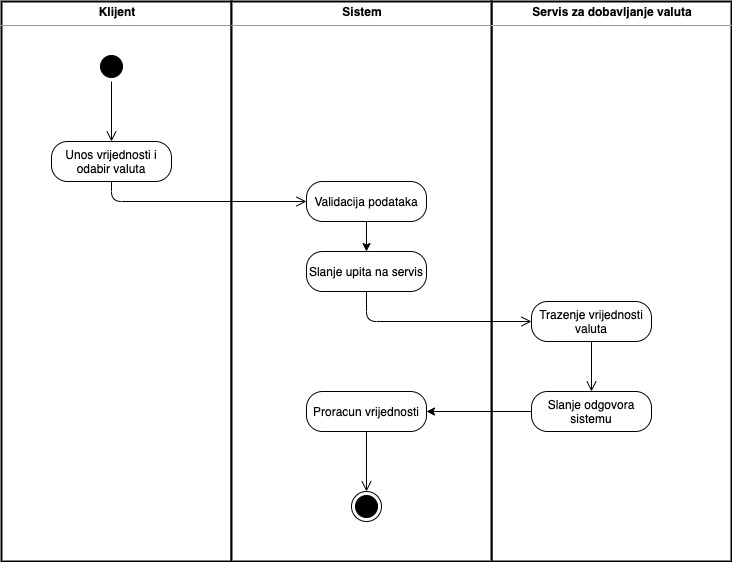 Klijent
Sistem
Servis za dobavljanje valuta
Unos vrijednosti i
odabir valuta
Validacija podataka
Slanje upita na servis
Trazenje vrijednosti
valuta
Slanje odgovora
sistemu
Proracun vrijednosti